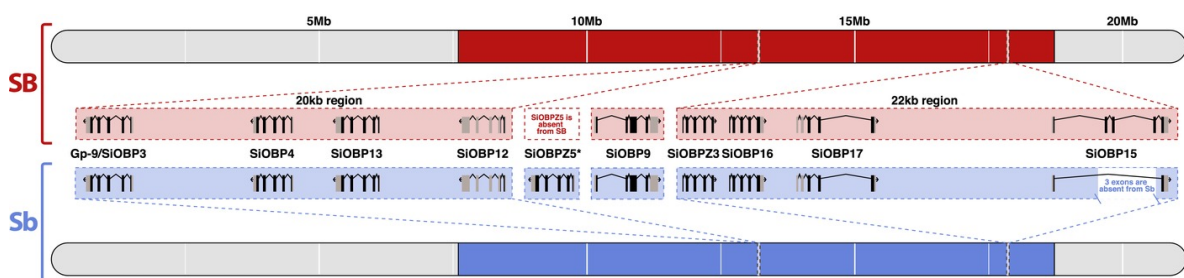 5Mb 10Mb 15Mb 20Mb
SB
20kb region 22kb region
SiOBPZ5 is
absent
from SB
Gp-9/SiOBP3 SiOBP4 SiOBP13 SiOBP12 SiOBPZ5* SiOBP9 SiOBPZ3 SiOBP16 SiOBP17 SiOBP15
3 exons are
absent from Sb
Sb